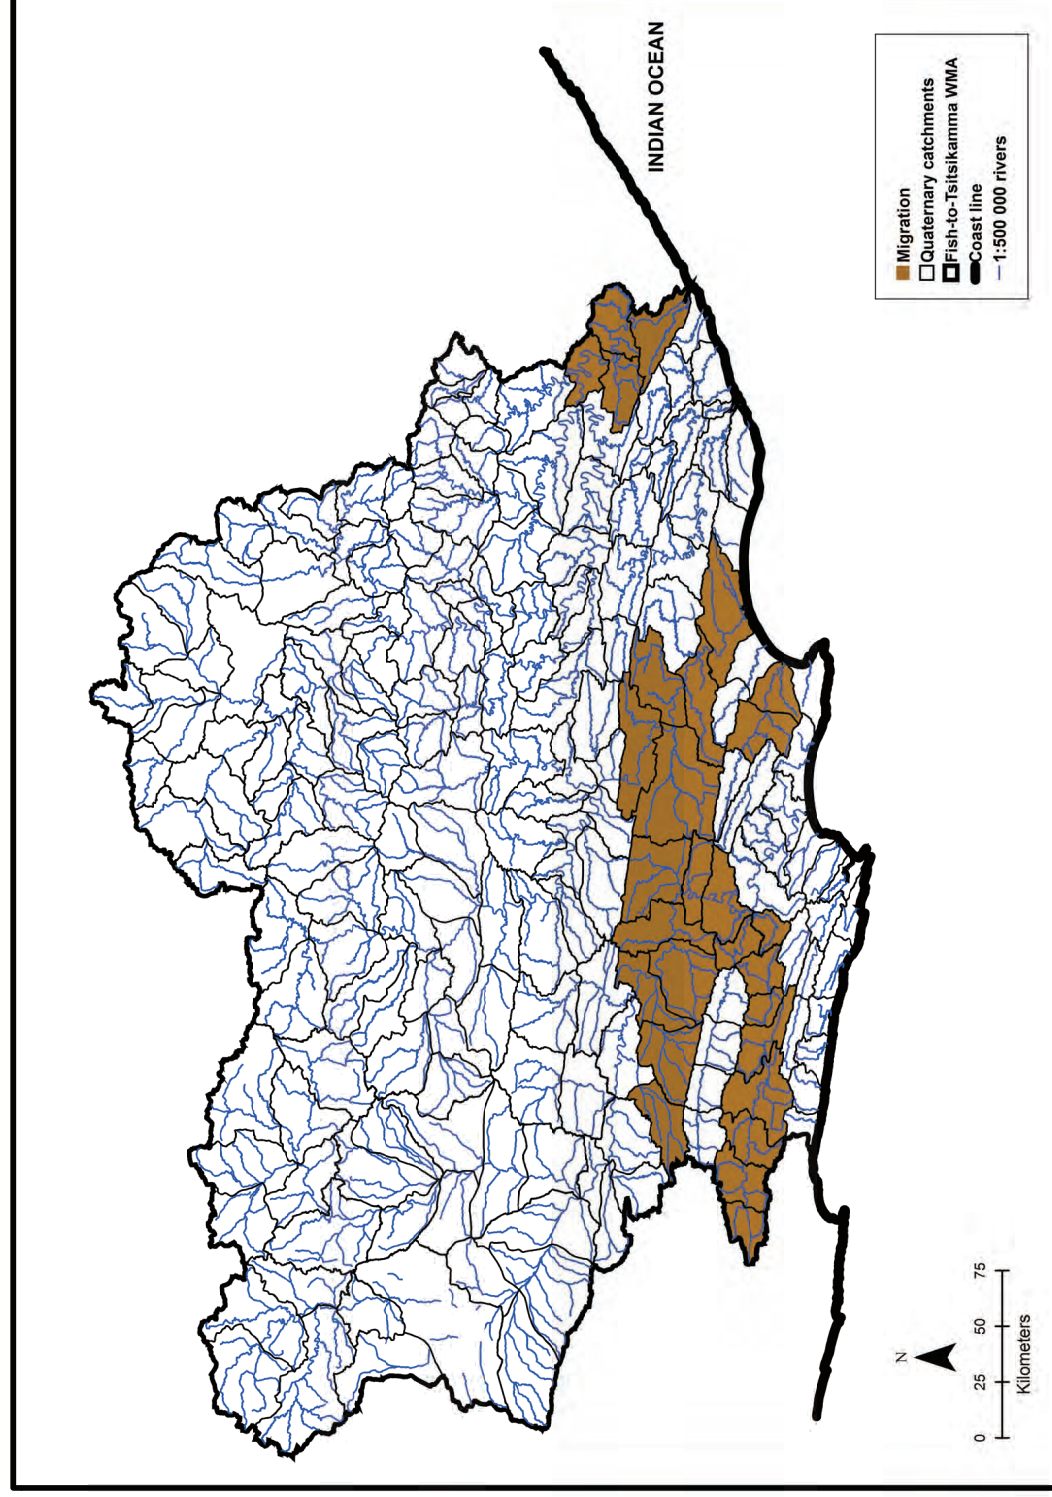 INDIAN OCEAN
Migration
Quaternary catchments
Fish-to-Tsitsikamma WMA
Coast line
1:500 000 rivers
N
0 25 50 75
Kilometers